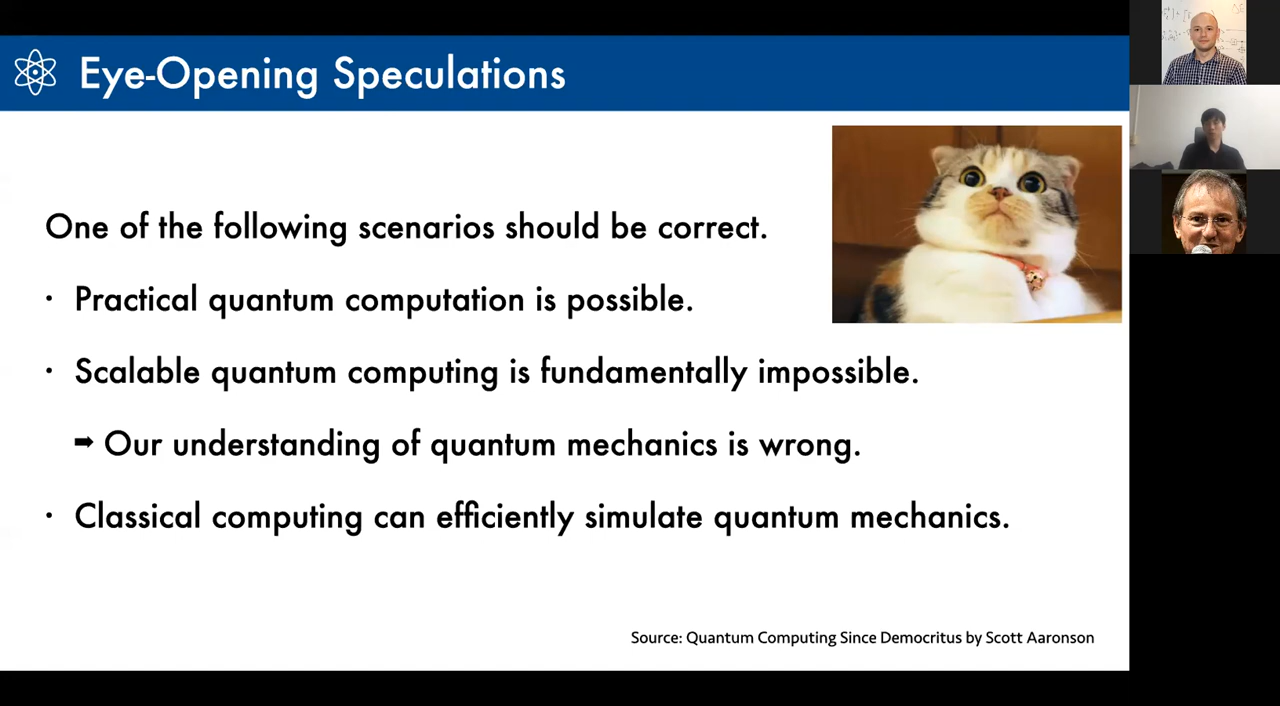 Eye-Opening Speculations
One of the following scenarios should be correct.
· Practical quantum computation is possible.
· Scalable quantum computing is fundamentally impossible.
➡ Our understanding of quantum mechanics is wrong.
· Classical computing can efficiently simulate quantum mechanics.
Source: Quantum Computing Since Democritus by Scott Aaronson